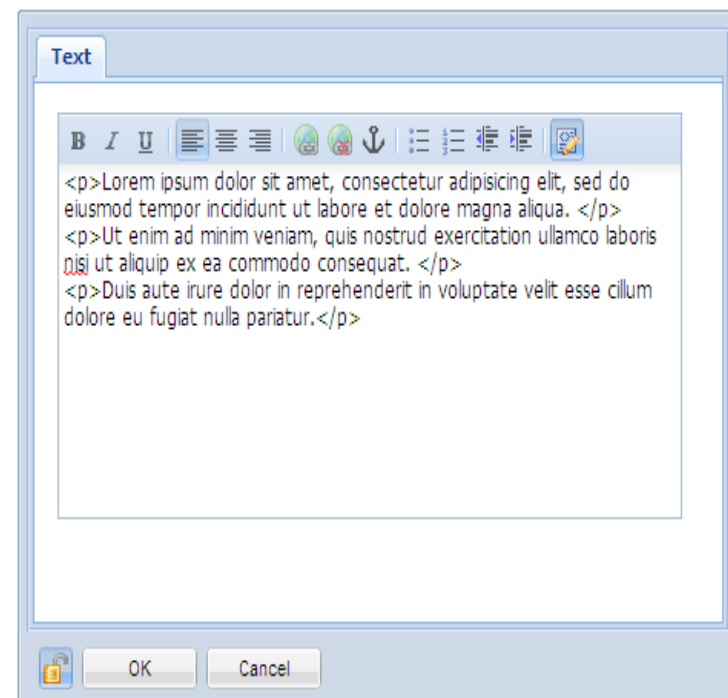 Text
B I U
<p>Lorem ipsum dolor sit amet, consectetur adipisicing elit, sed do
eiusmod tempor incididunt ut labore et dolore magna aliqua. </p>
<p>Ut enim ad minim veniam, quis nostrud exercitation ullamco laboris
nisi ut aliquip ex ea commodo consequat. </p>
<p>Duis aute irure dolor in reprehenderit in voluptate velit esse cillum
dolore eu fugiat nulla pariatur.</p>
OK Cancel